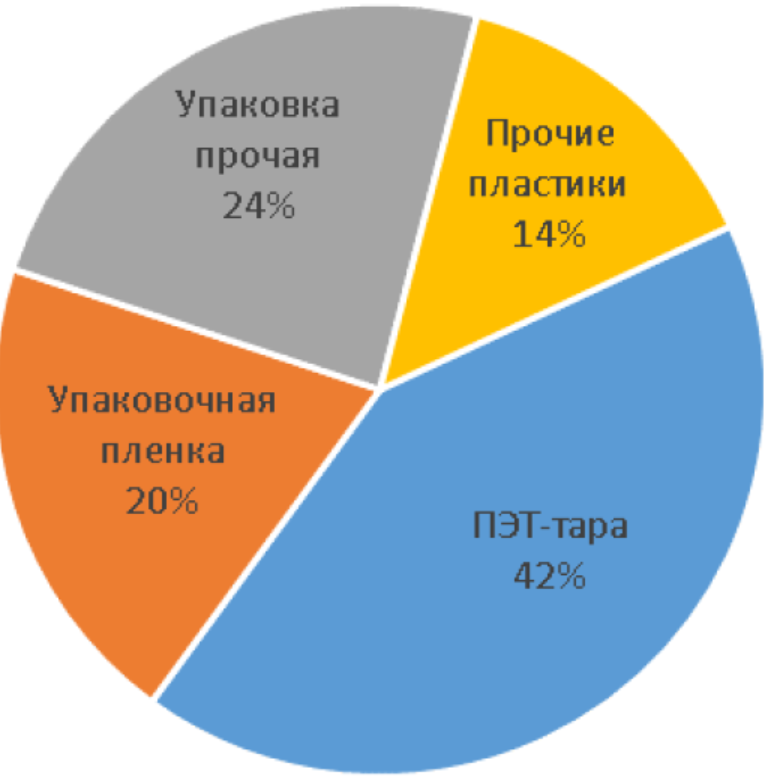 Упаковка
прочая
24%
Прочие
пластики
14%
Упаковочная
пленка
20%
ПЭТ-тара
42%